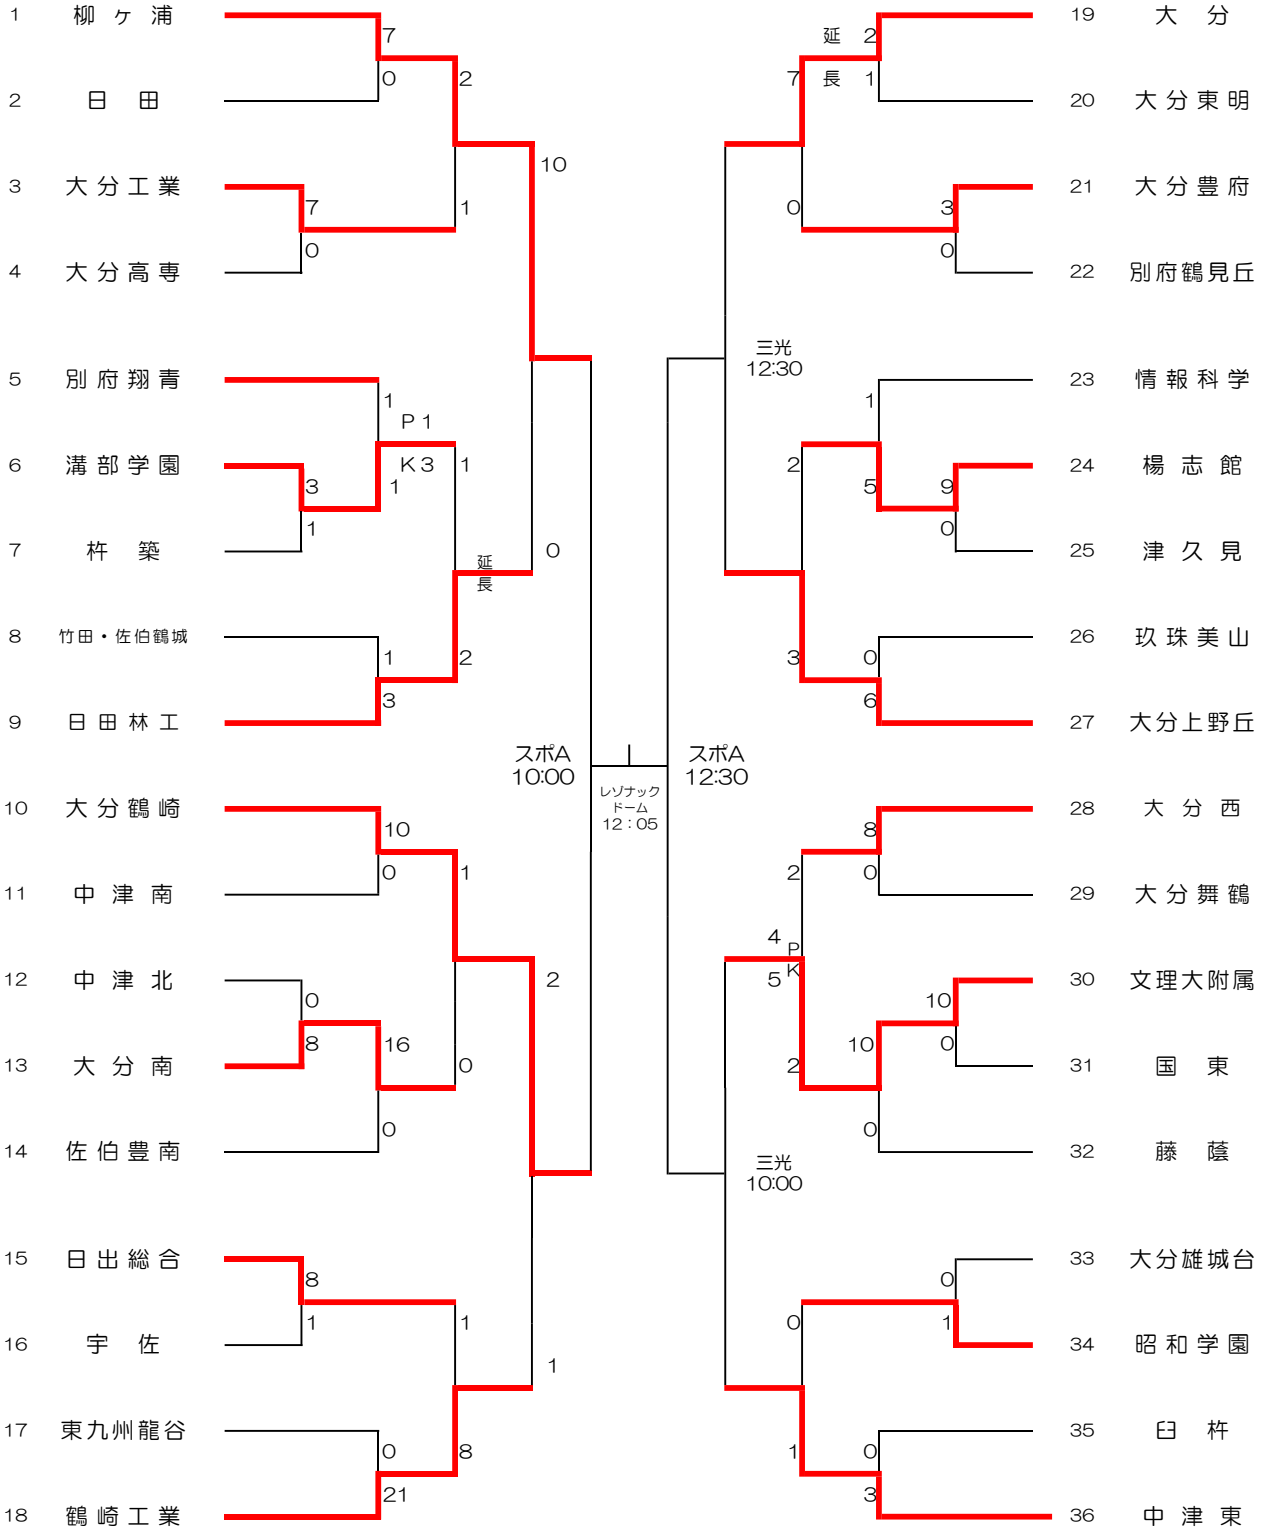 1 柳ヶ浦
7
0
2 日田
2
10
3 大分工業
7
0
1
4 大分高専
5 別府翔青
1
P 1
K 3
1
6 溝部学園
3
1
1
7 杵築
0
延
長
8 竹田・佐伯鶴城
1
3
2
9 日田林工
スポA
10:00
10 大分鶴崎
10
0
1
11 中津南
12 中津北
0
8
16
2
13 大分南
0
0
14 佐伯豊南
15 日出総合
8
1
1
16 宇佐
1
17 東九州龍谷
0
21
8
18 鶴崎工業
レゾナック
ドーム
12：05
19 大分
延
長
2
1
7
20 大分東明
21 大分豊府
3
0
0
22 別府鶴見丘
三光
12:30
23 情報科学
1
2
5
24 楊志館
9
0
25 津久見
26 玖珠美山
0
6
3
27 大分上野丘
スポA
12:30
28 大分西
8
0
2
29 大分舞鶴
4
P
5
K
30 文理大附属
10
0
10
2
31 国東
0
32 藤蔭
三光
10:00
33 大分雄城台
0
1
0
34 昭和学園
35 臼杵
0
3
1
36 中津東